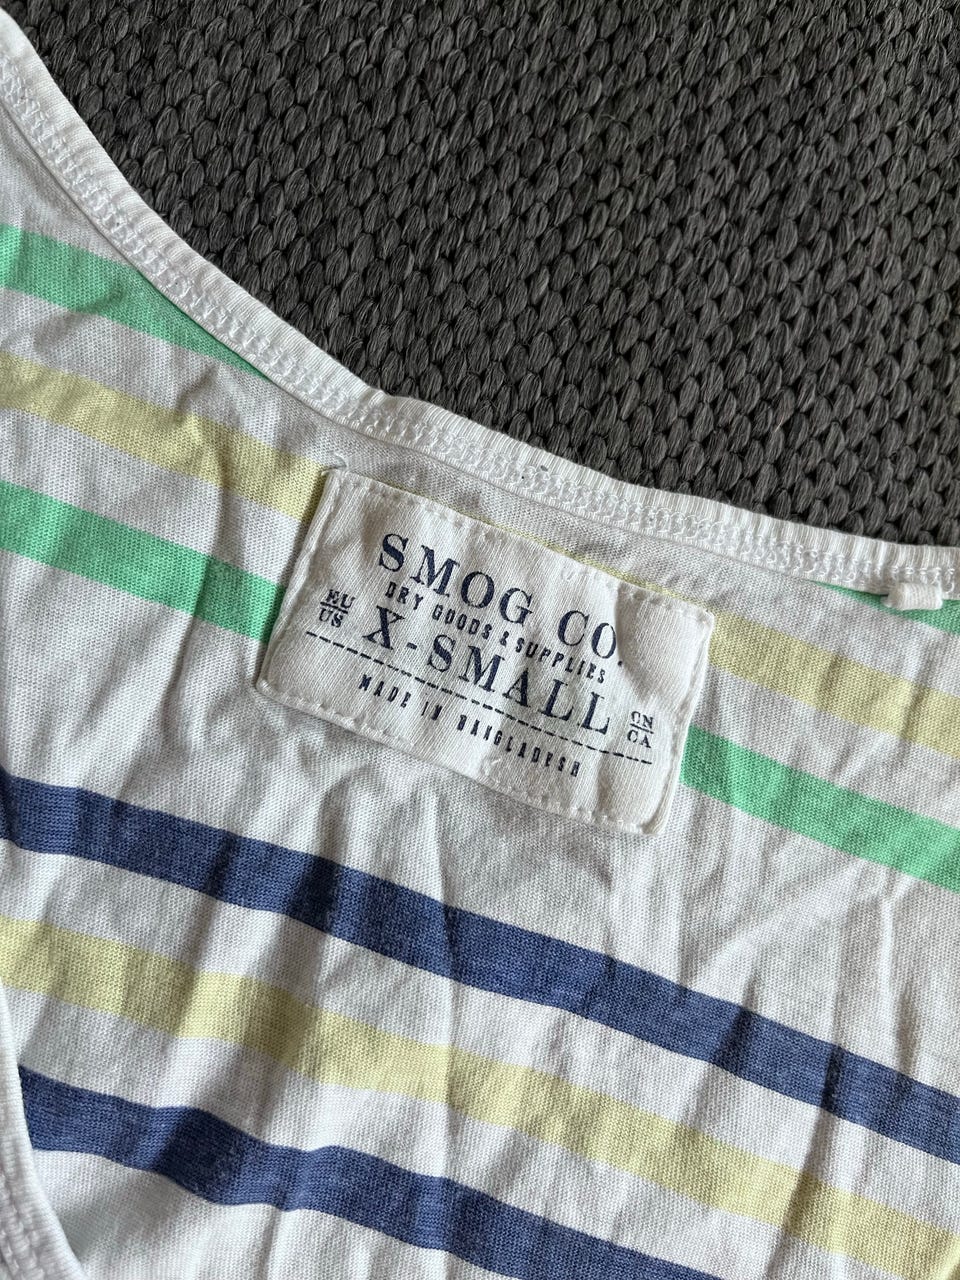 SMOG CO.
DRY GOODS & SUPPLIES
EU
US X-SMALL CN
CA
MADE IN BANGLADESH